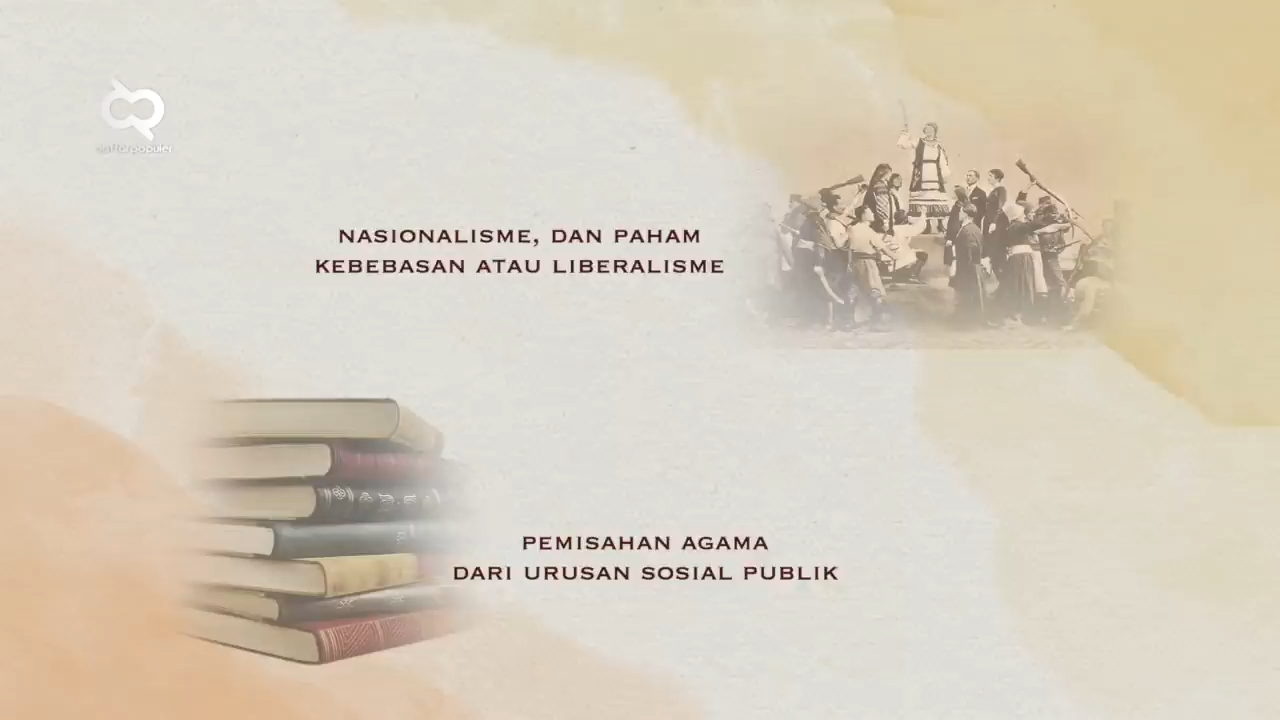 NASIONALISME, DAN PAHAM
KEBEBASAN ATAU LIBERALISME
PEMISAHAN AGAMA
DARI URUSAN SOSIAL PUBLIK